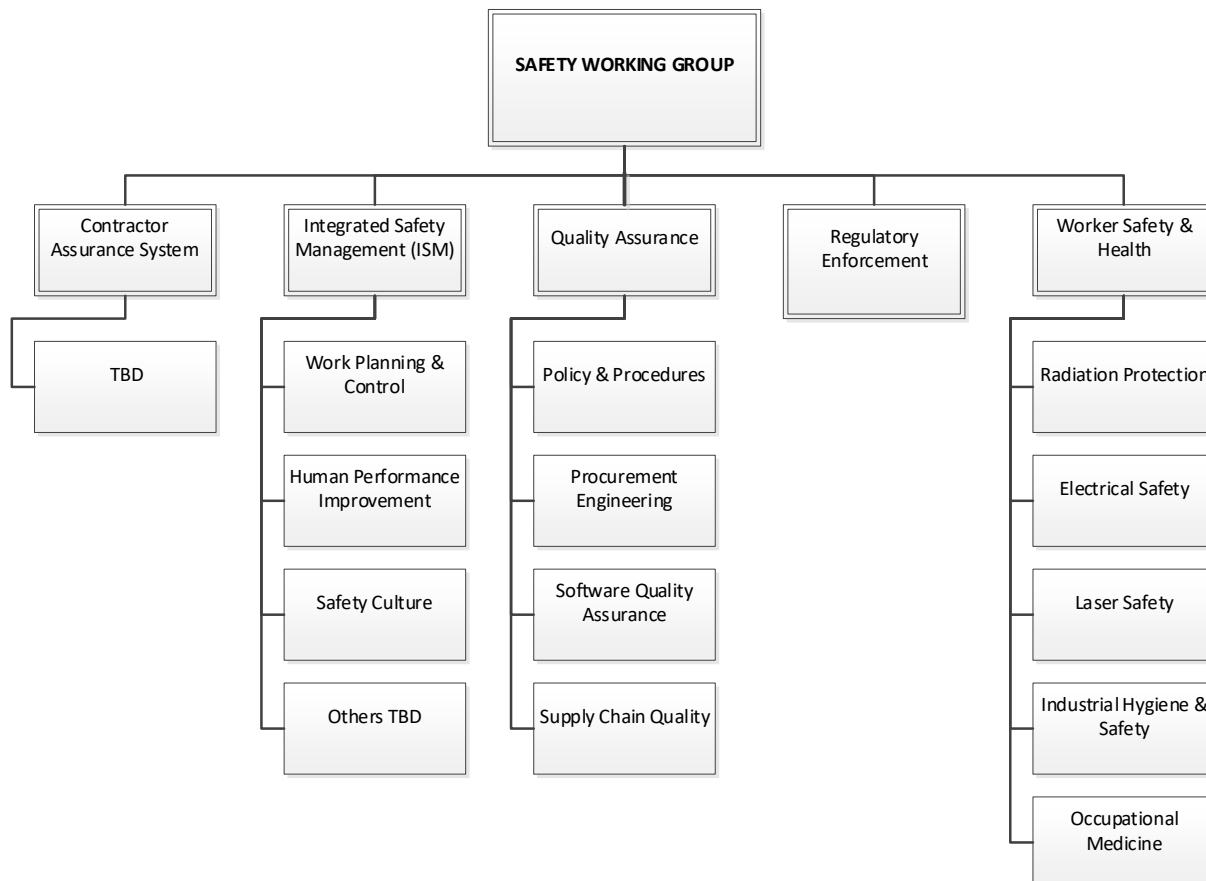 SAFETY WORKING GROUP
Contractor
Assurance System
Integrated Safety
Management (ISM)
Quality Assurance
Regulatory
Enforcement
Worker Safety &
Health
TBD
Work Planning &
Control
Human Performance
Improvement
Safety Culture
Others TBD
Policy & Procedures
Procurement
Engineering
Software Quality
Assurance
Supply Chain Quality
Radiation Protection
Electrical Safety
Laser Safety
Industrial Hygiene &
Safety
Occupational
Medicine